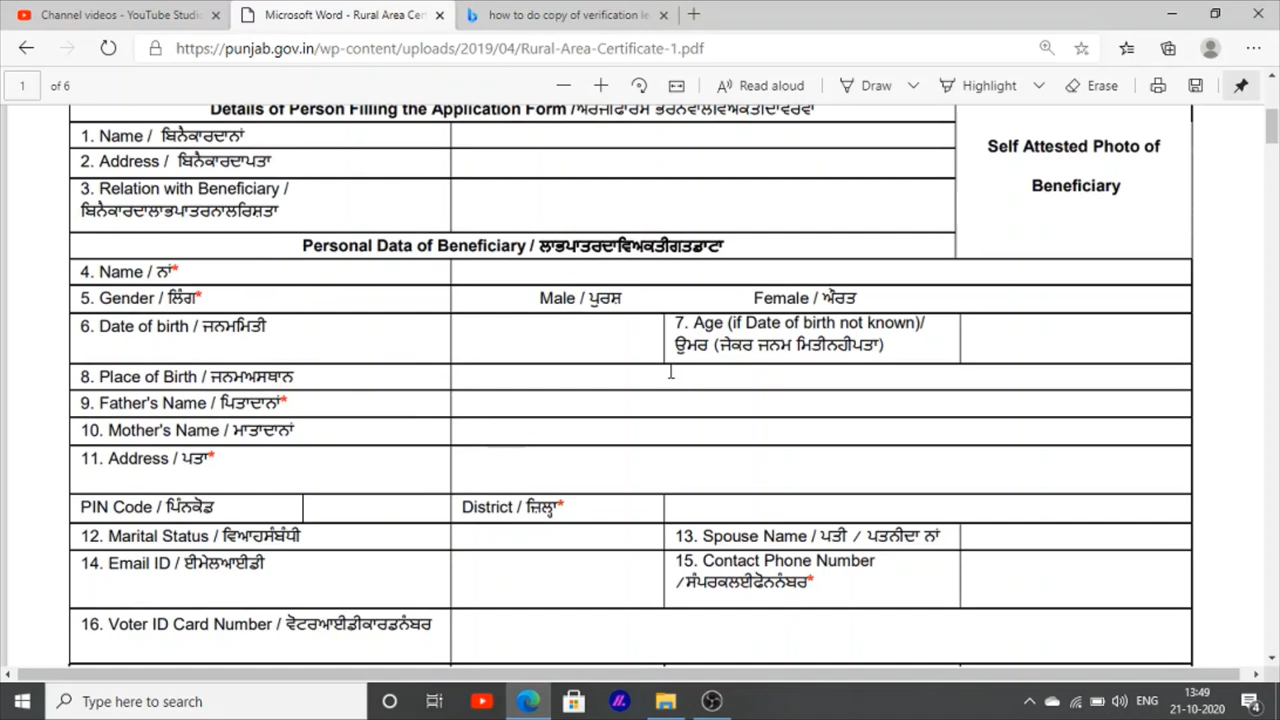 Channel videos - YouTube Studi
Microsoft Word - Rural Area Cer
how to do copy of verification le
https://punjab.gov.in/wp-content/uploads/2019/04/Rural-Area-Certificate-1.pdf
1 of 6
Read aloud
Draw
Highlight
Erase
Details of Person Filling the Application Form /ਅਰਜੀਫਾਰਮ ਭਰਨਵਾਲੇਵਿਅਕਤੀਦਾਵੇਰਵਾ
1. Name / ਬਿਨੈਕਾਰਦਾਨਾਂ
2. Address / ਬਿਨੈਕਾਰਦਾਪਤਾ
3. Relation with Beneficiary /
ਬਿਨੈਕਾਰਦਾਲਾਭਪਾਤਰਨਾਲਰਿਸ਼ਤਾ
Self Attested Photo of
Beneficiary
Personal Data of Beneficiary / ਲਾਭਪਾਤਰਦਾਵਿਅਕਤੀਗਤਡਾਟਾ
4. Name / ਨਾਂ*
5. Gender / ਲਿੰਗ*
Male / ਪੁਰਸ਼
Female / ਔਰਤ
6. Date of birth / ਜਨਮਮਿਤੀ
7. Age (if Date of birth not known)/
ਉਮਰ (ਜੇਕਰ ਜਨਮ ਮਿਤੀਨਹੀਪਤਾ)
8. Place of Birth / ਜਨਮਅਸਥਾਨ
9. Father's Name / ਪਿਤਾਦਾਨਾਂ*
10. Mother's Name / ਮਾਤਾਦਾਨਾਂ
11. Address / ਪਤਾ*
PIN Code / ਪਿੰਨਕੋਡ
District / ਜ਼ਿਲ੍ਹਾ*
12. Marital Status / ਵਿਆਹਸੰਬੰਧੀ
13. Spouse Name / ਪਤੀ / ਪਤਨੀਦਾ ਨਾਂ
14. Email ID / ਈਮੇਲਆਈਡੀ
15. Contact Phone Number
/ਸੰਪਰਕਲਈਫੋਨਨੰਬਰ*
16. Voter ID Card Number / ਵੋਟਰਆਈਡੀਕਾਰਡਨੰਬਰ
Type here to search
ENG
13:49
21-10-2020
4